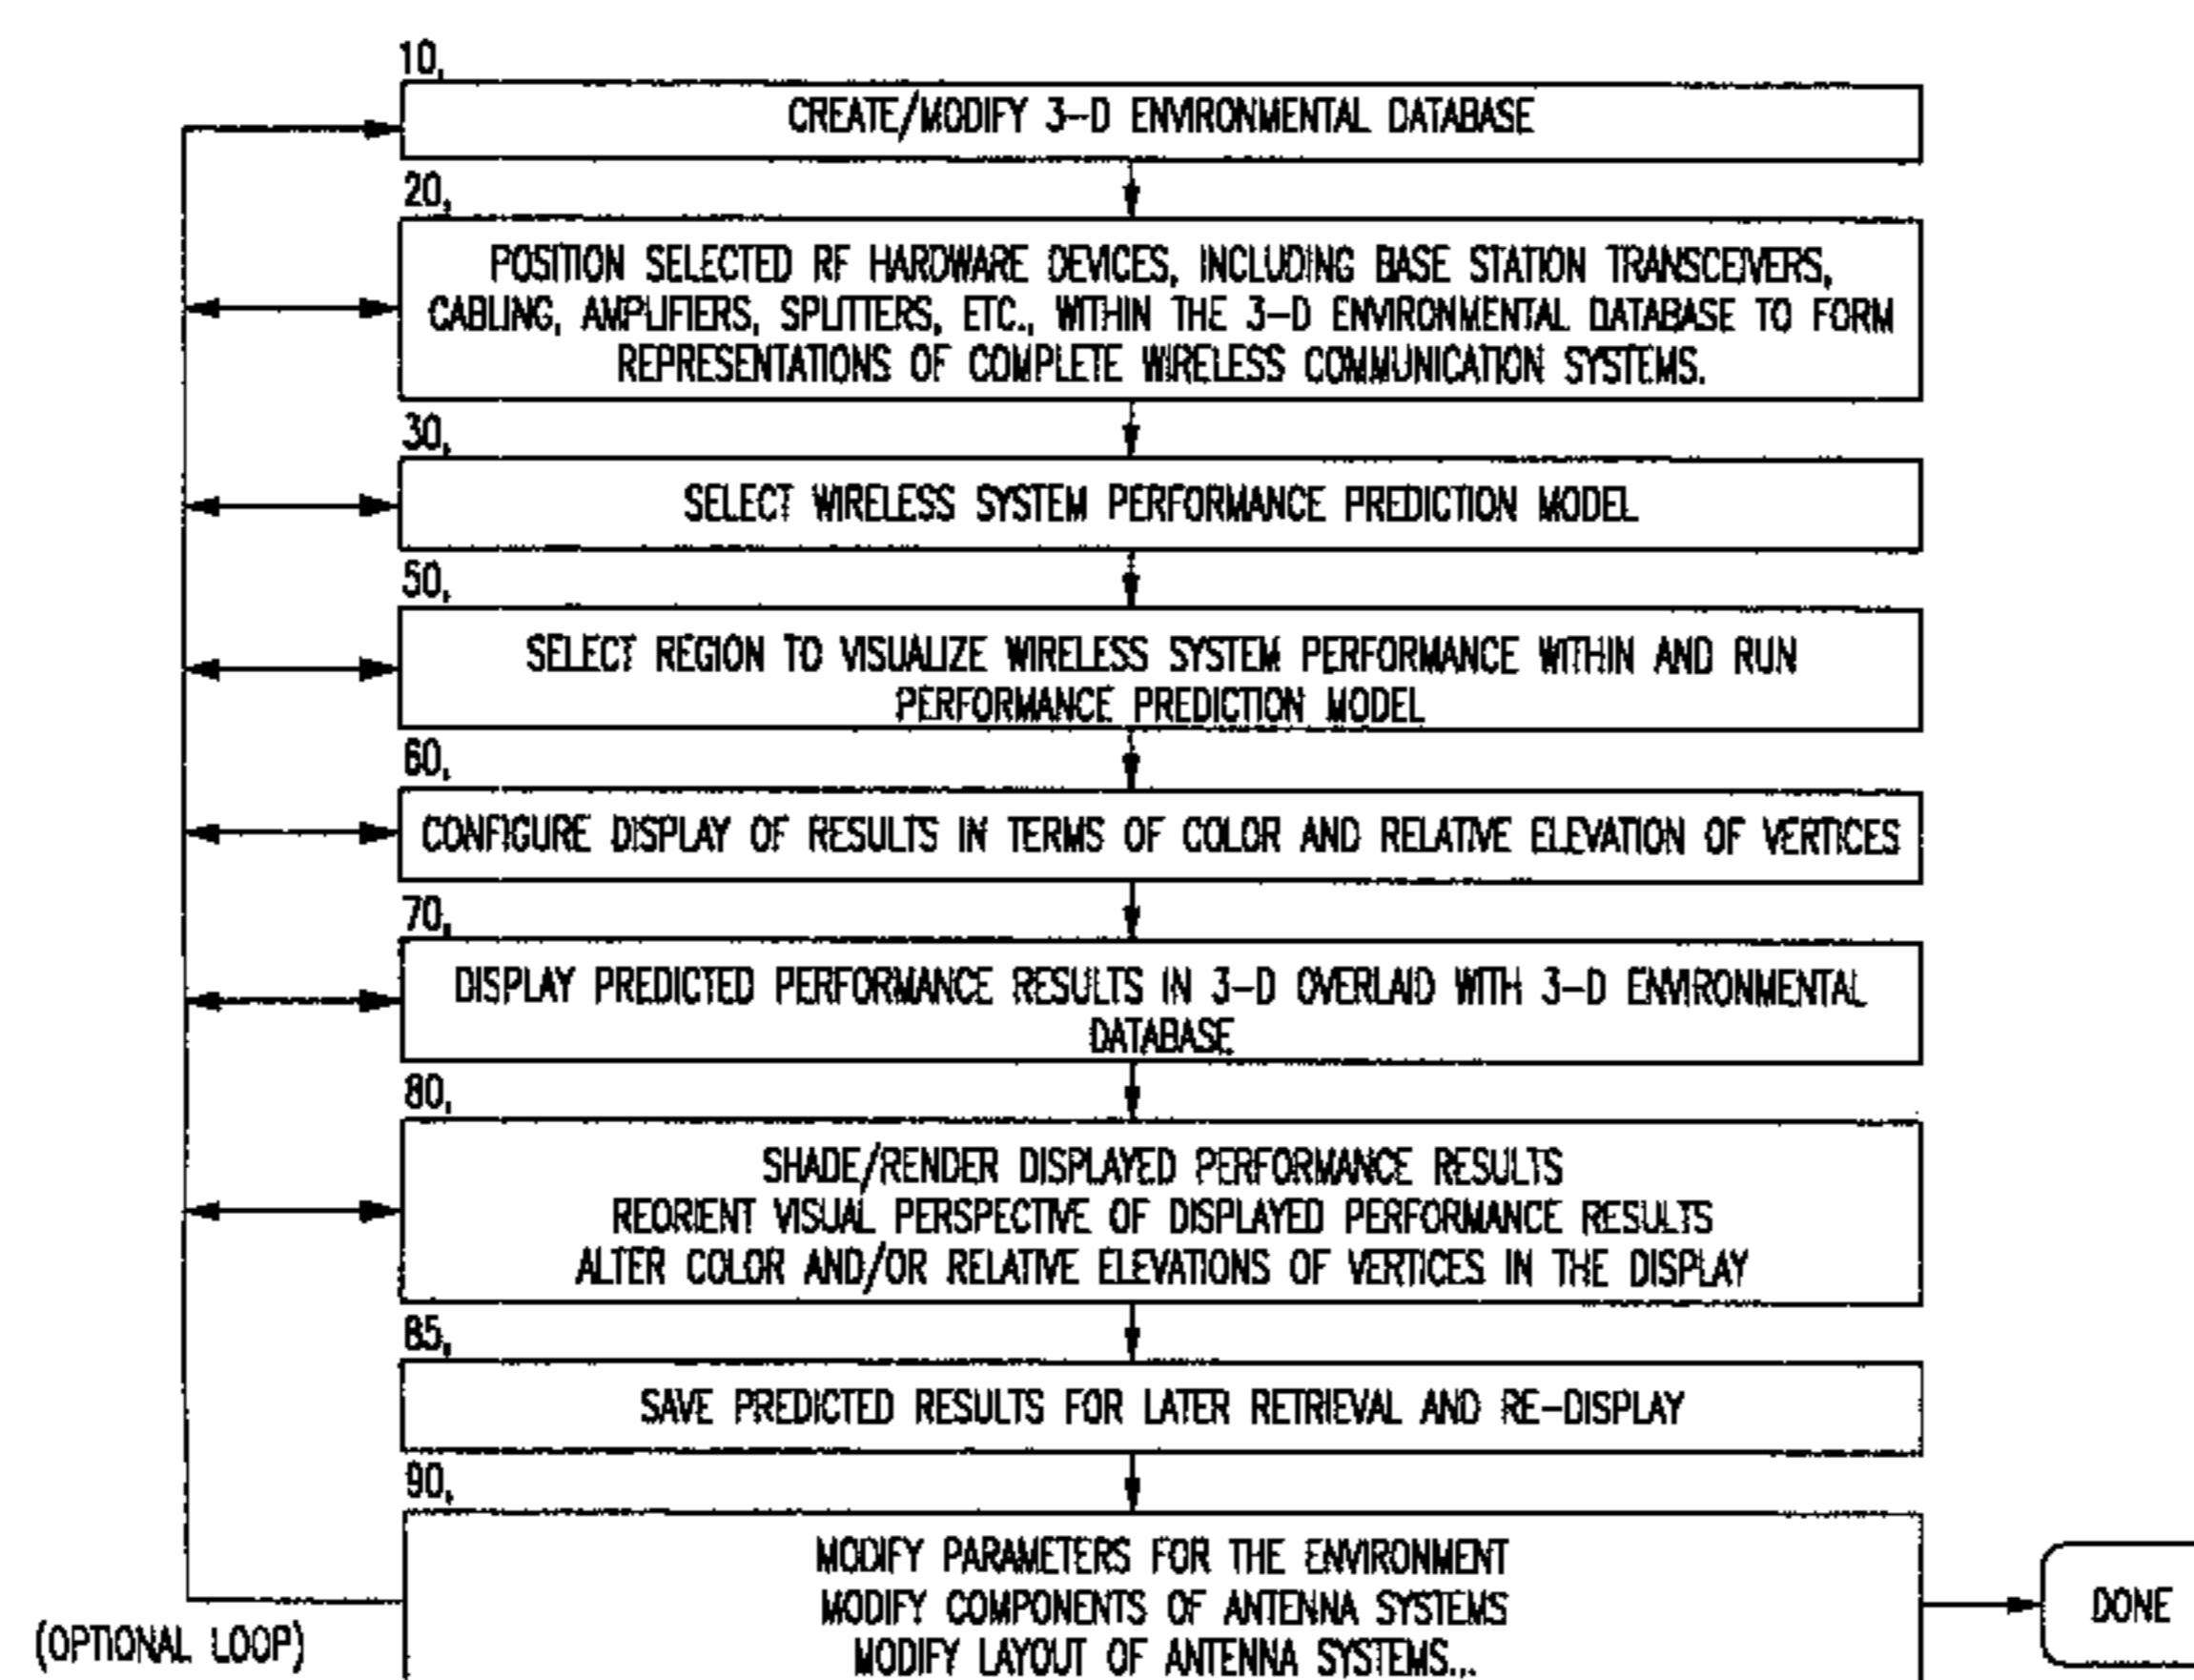 10,
CREATE/MODIFY 3-D ENVIRONMENTAL DATABASE
20,
POSITION SELECTED RF HARDWARE DEVICES, INCLUDING BASE STATION TRANSCEIVERS,
CABLING, AMPLIFIERS, SPLITTERS, ETC., WITHIN THE 3-D ENVIRONMENTAL DATABASE TO FORM
REPRESENTATIONS OF COMPLETE WIRELESS COMMUNICATION SYSTEMS.
30,
SELECT WIRELESS SYSTEM PERFORMANCE PREDICTION MODEL
50,
SELECT REGION TO VISUALIZE WIRELESS SYSTEM PERFORMANCE WITHIN AND RUN
PERFORMANCE PREDICTION MODEL
60,
CONFIGURE DISPLAY OF RESULTS IN TERMS OF COLOR AND RELATIVE ELEVATION OF VERTICES
70,
DISPLAY PREDICTED PERFORMANCE RESULTS IN 3-D OVERLAID WITH 3-D ENVIRONMENTAL
DATABASE
80,
SHADE/RENDER DISPLAYED PERFORMANCE RESULTS
REORIENT VISUAL PERSPECTIVE OF DISPLAYED PERFORMANCE RESULTS
ALTER COLOR AND/OR RELATIVE ELEVATIONS OF VERTICES IN THE DISPLAY
85,
SAVE PREDICTED RESULTS FOR LATER RETRIEVAL AND RE-DISPLAY
90,
MODIFY PARAMETERS FOR THE ENVIRONMENT
MODIFY COMPONENTS OF ANTENNA SYSTEMS
MODIFY LAYOUT OF ANTENNA SYSTEMS...
DONE
(OPTIONAL LOOP)